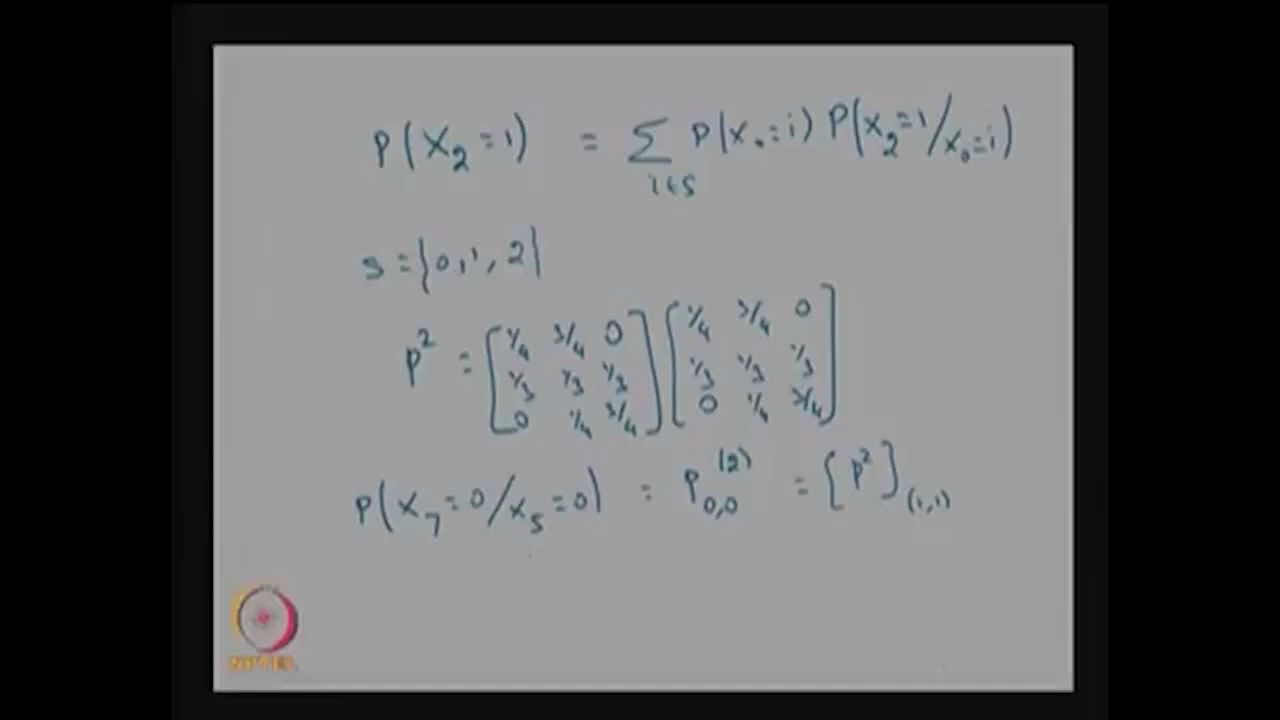 P(X₂=1) = Σ P(X₀=i) P(X₂=1/X₀=i)
i∈S
S={0,1,2}
P² = [1/4 3/4 0] [1/4 3/4 0]
[1/3 1/3 1/3] [1/3 1/3 1/3]
[0 1/4 3/4] [0 1/4 3/4]
P(X₇=0/X₅=0) = P₀,₀⁽²⁾ = [P²]₍₁,₁₎
NPTEL